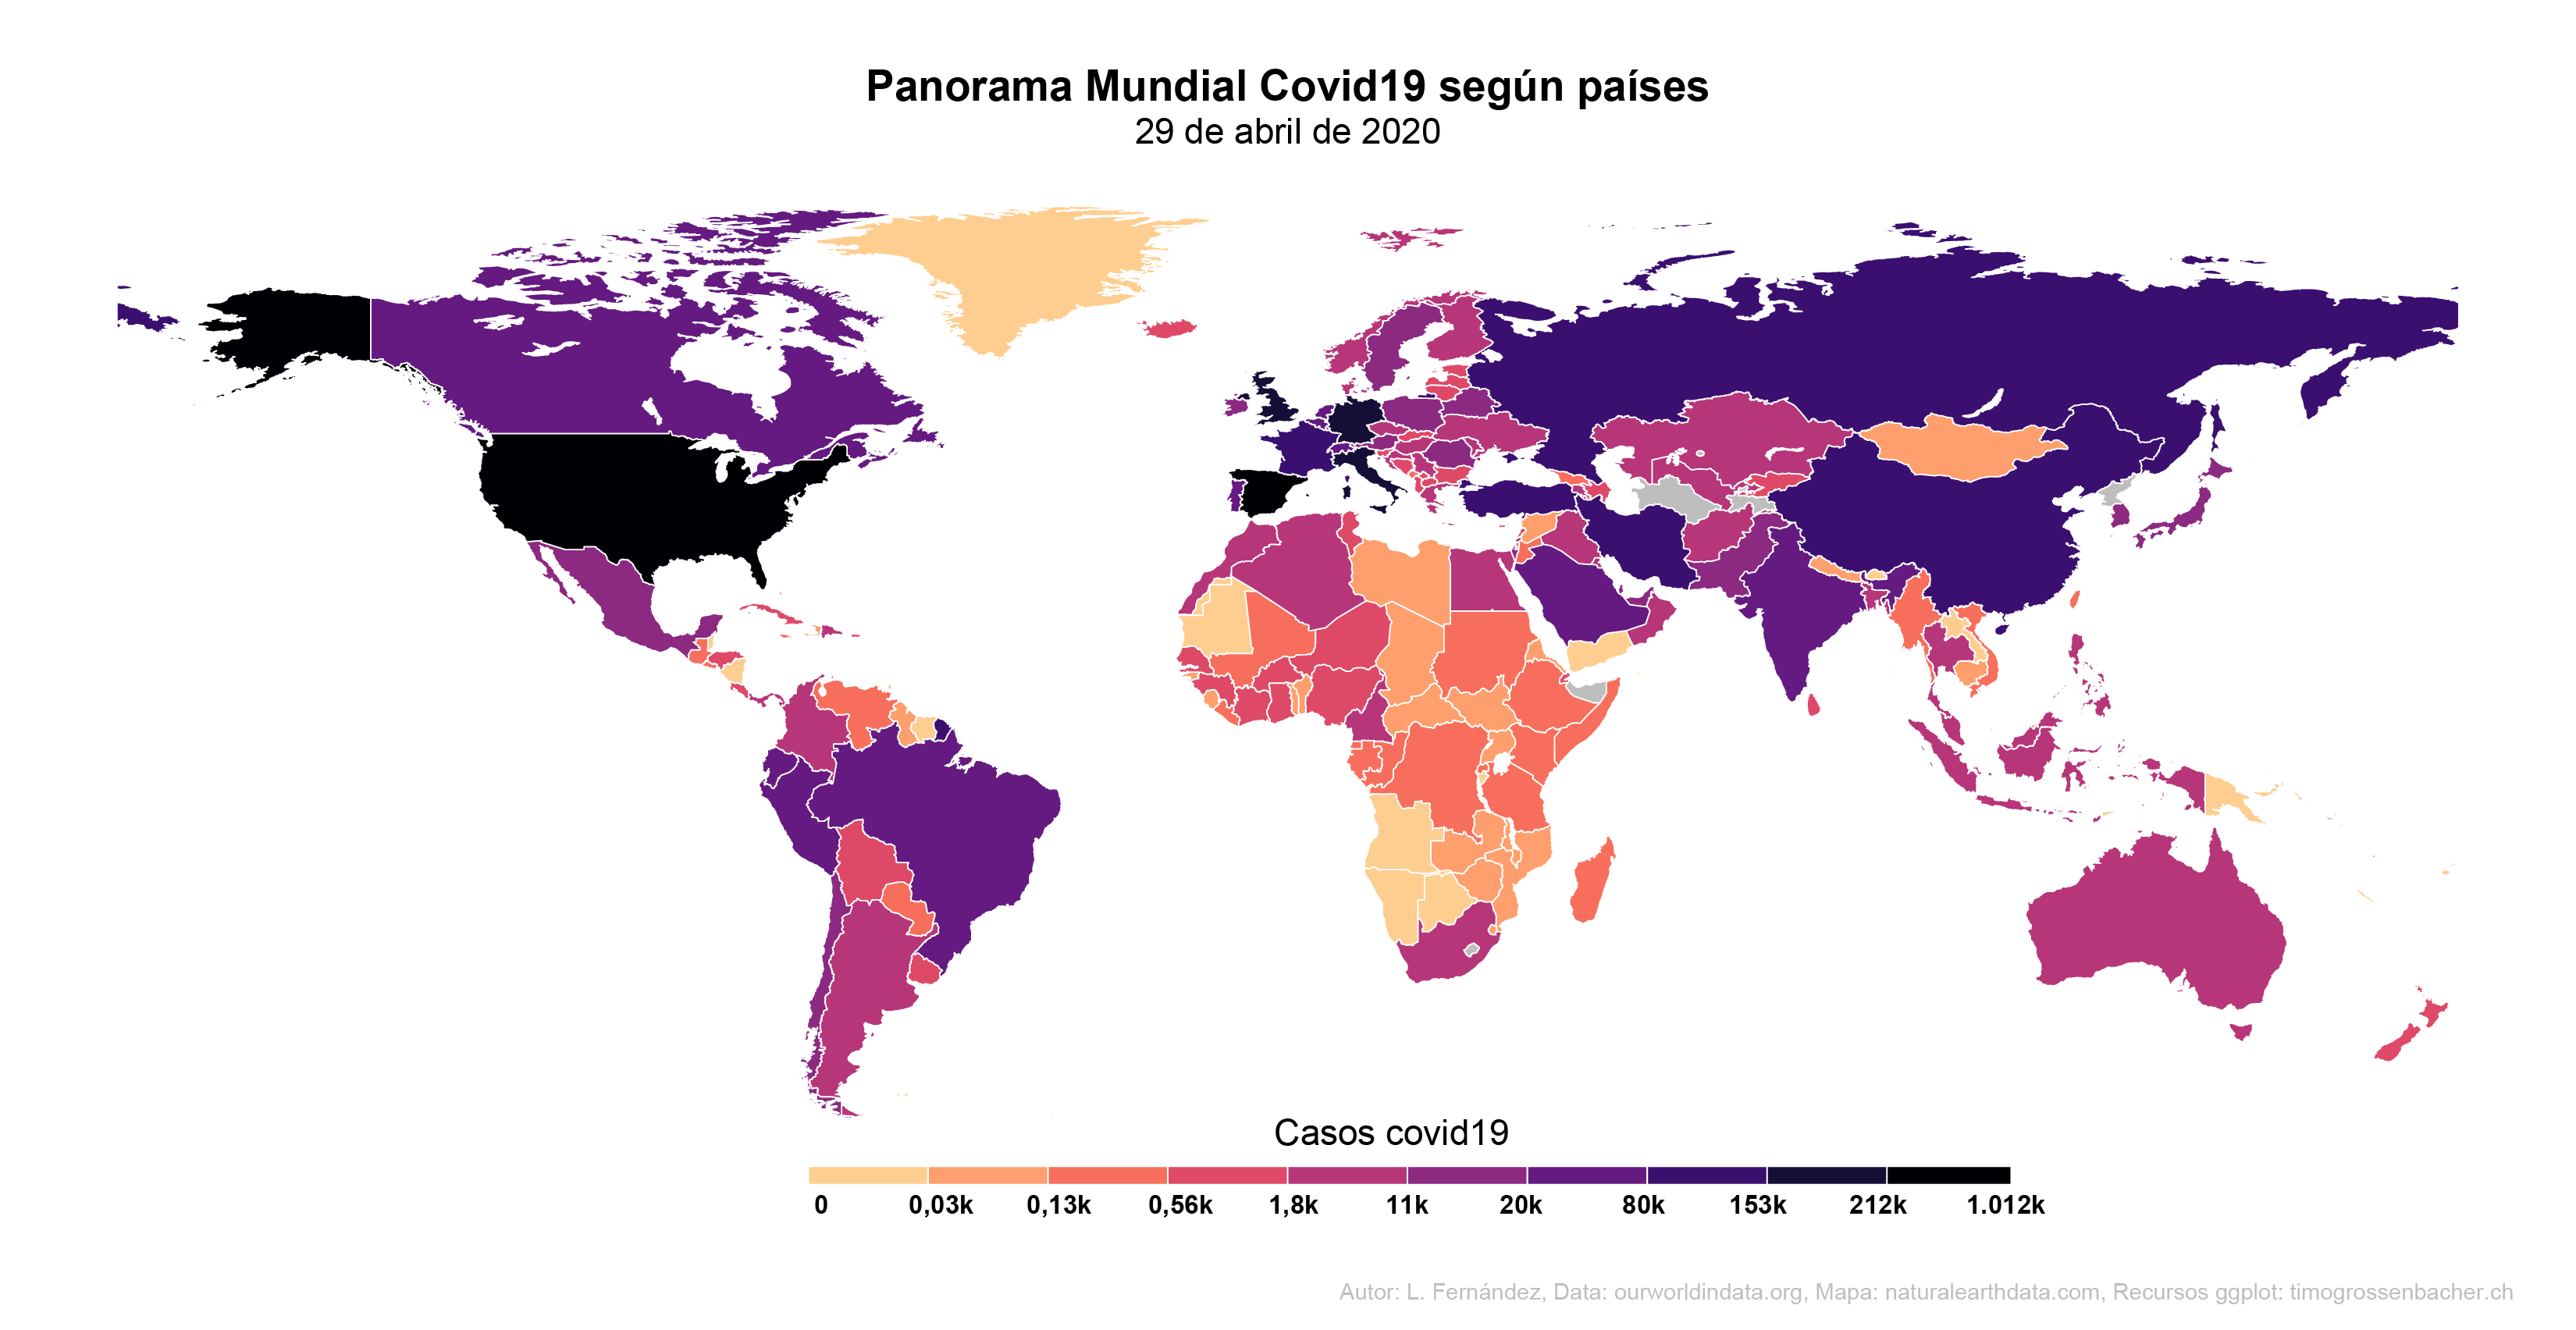 Panorama Mundial Covid19 según países
29 de abril de 2020
Casos covid19
0 0,03k 0,13k 0,56k 1,8k 11k 20k 80k 153k 212k 1.012k
Autor: L. Fernández, Data: ourworldindata.org, Mapa: naturalearthdata.com, Recursos ggplot: timogrossenbacher.ch